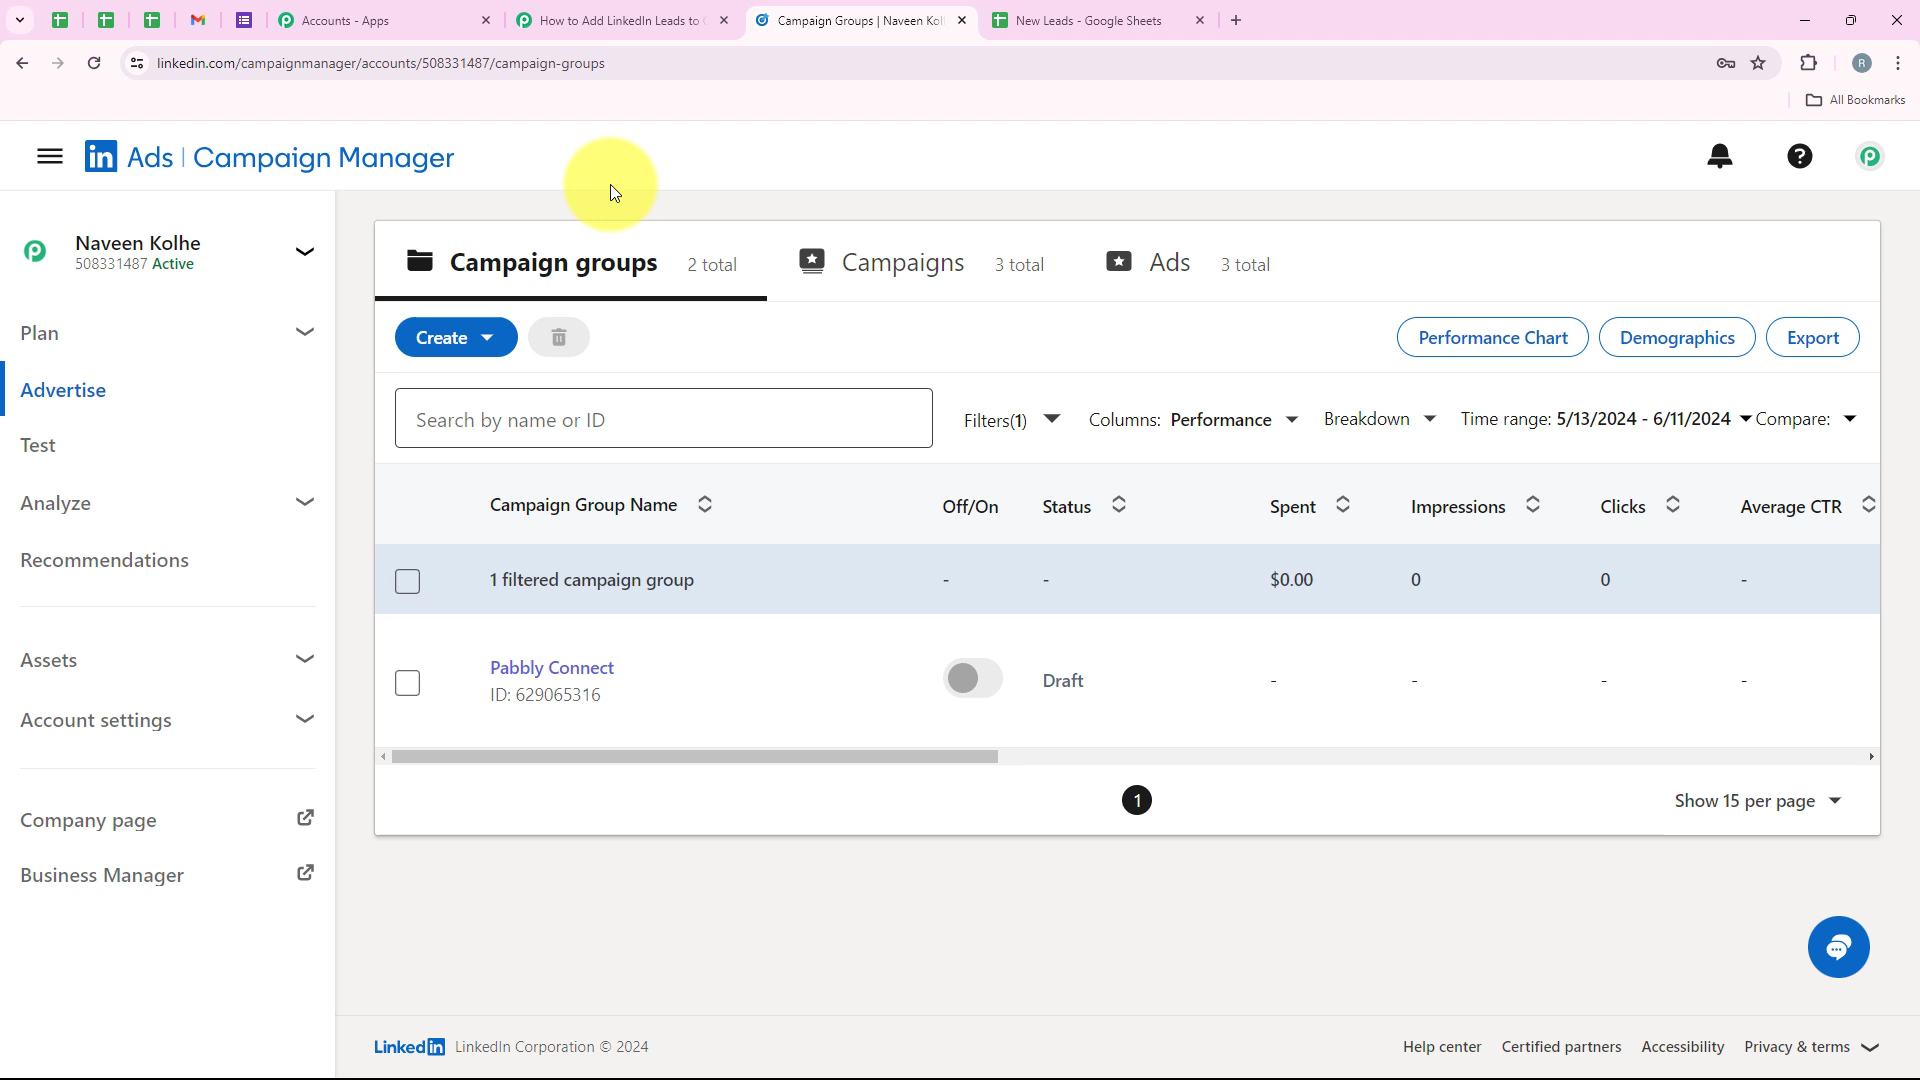 Accounts - Apps
How to Add LinkedIn Leads to
Campaign Groups | Naveen Kol
New Leads - Google Sheets
linkedin.com/campaignmanager/accounts/508331487/campaign-groups
R
All Bookmarks
in Ads | Campaign Manager
Naveen Kolhe
508331487 Active
Plan
Advertise
Test
Analyze
Recommendations
Assets
Account settings
Company page
Business Manager
Campaign groups 2 total
Campaigns 3 total
Ads 3 total
Create
Performance Chart
Demographics
Export
Search by name or ID
Filters(1)
Columns: Performance
Breakdown
Time range: 5/13/2024 - 6/11/2024
Compare:
Campaign Group Name Off/On Status Spent Impressions Clicks Average CTR
1 filtered campaign group - - $0.00 0 0 -
Pabbly Connect
ID: 629065316
Draft - - - -
1
Show 15 per page
LinkedIn LinkedIn Corporation © 2024
Help center Certified partners Accessibility Privacy & terms